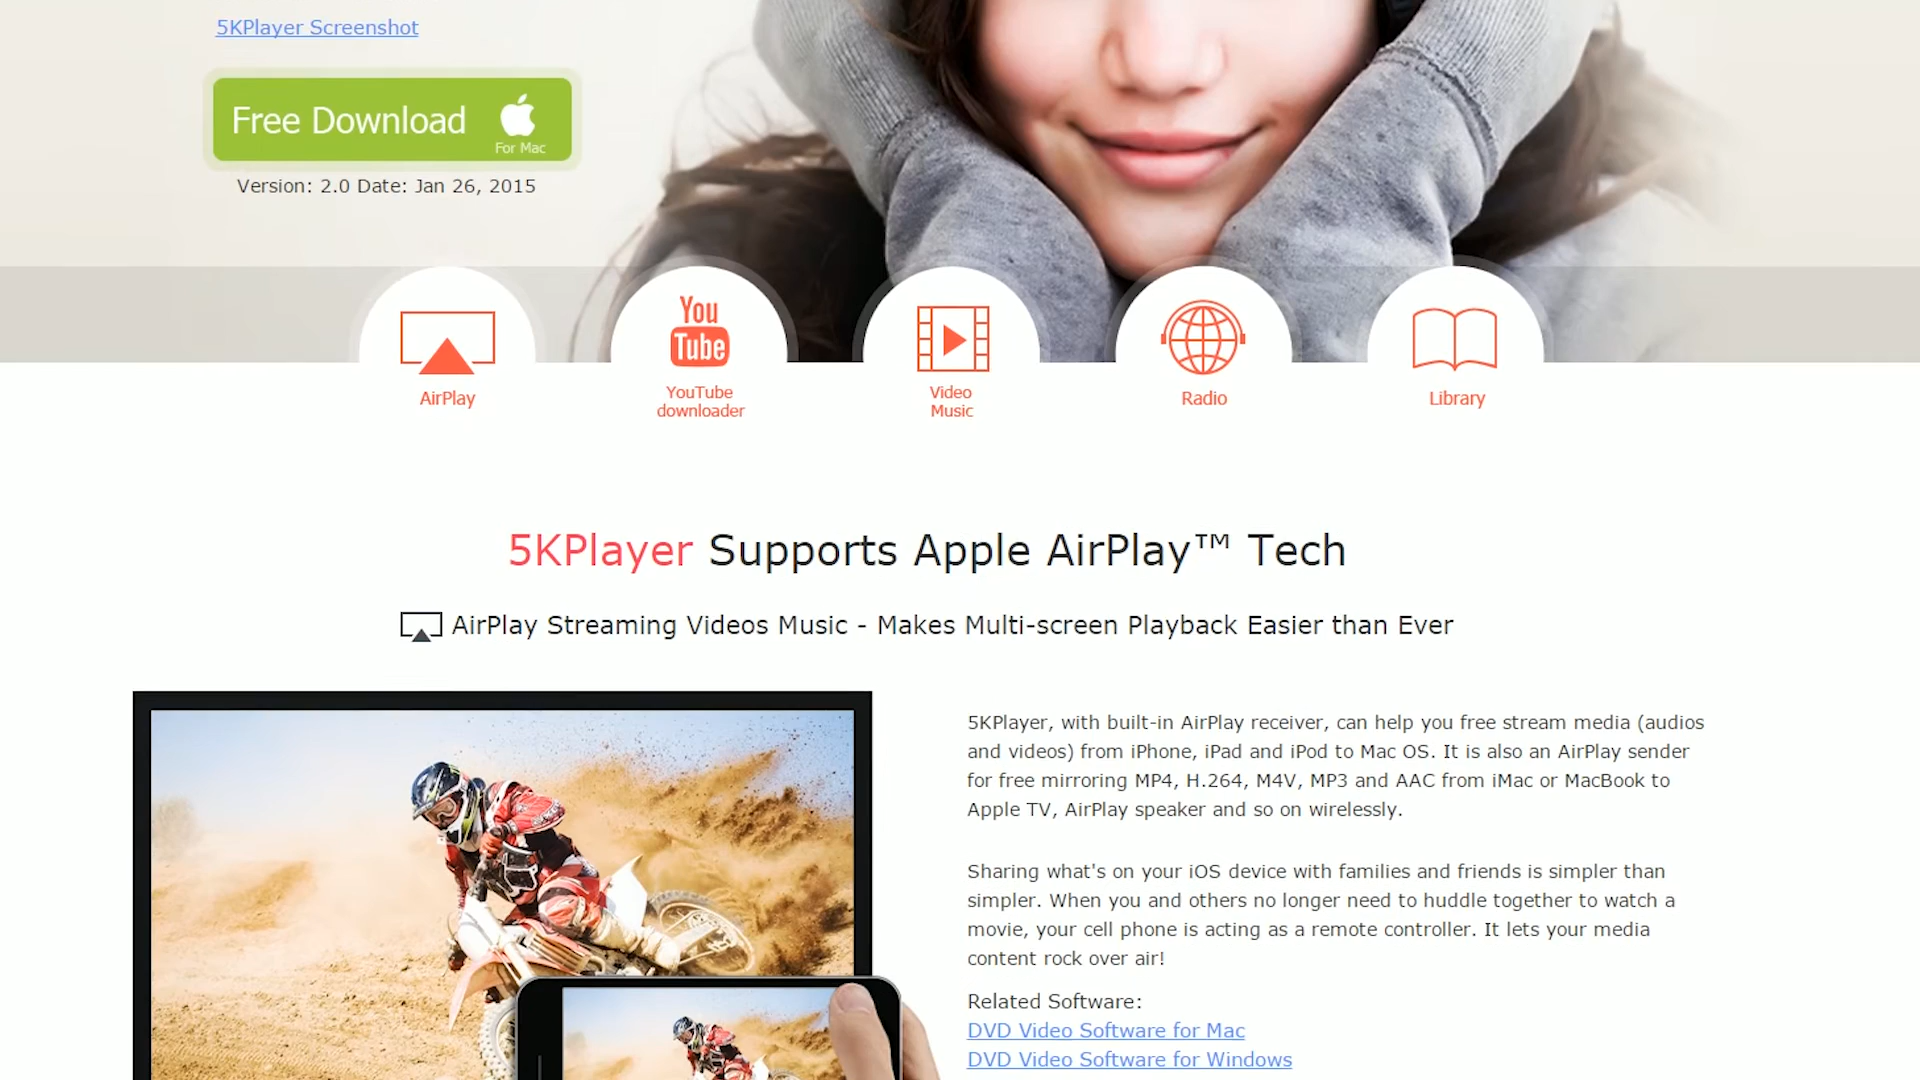 5KPlayer Screenshot
Free Download
For Mac
Version: 2.0 Date: Jan 26, 2015
AirPlay
You
Tube
YouTube
downloader
Video
Music
Radio
Library
5KPlayer Supports Apple AirPlay™ Tech
AirPlay Streaming Videos Music - Makes Multi-screen Playback Easier than Ever
5KPlayer, with built-in AirPlay receiver, can help you free stream media (audios
and videos) from iPhone, iPad and iPod to Mac OS. It is also an AirPlay sender
for free mirroring MP4, H.264, M4V, MP3 and AAC from iMac or MacBook to
Apple TV, AirPlay speaker and so on wirelessly.
Sharing what's on your iOS device with families and friends is simpler than
simpler. When you and others no longer need to huddle together to watch a
movie, your cell phone is acting as a remote controller. It lets your media
content rock over air!
Related Software:
DVD Video Software for Mac
DVD Video Software for Windows